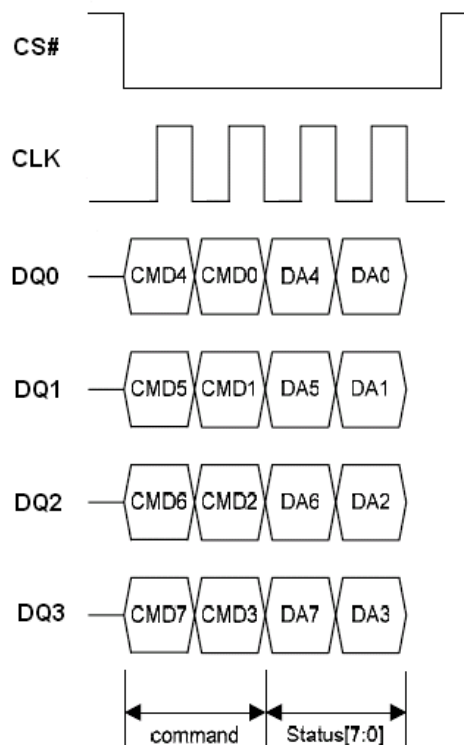 CS#
CLK
DQ0 CMD4 CMD0 DA4 DA0
DQ1 CMD5 CMD1 DA5 DA1
DQ2 CMD6 CMD2 DA6 DA2
DQ3 CMD7 CMD3 DA7 DA3
command Status[7:0]